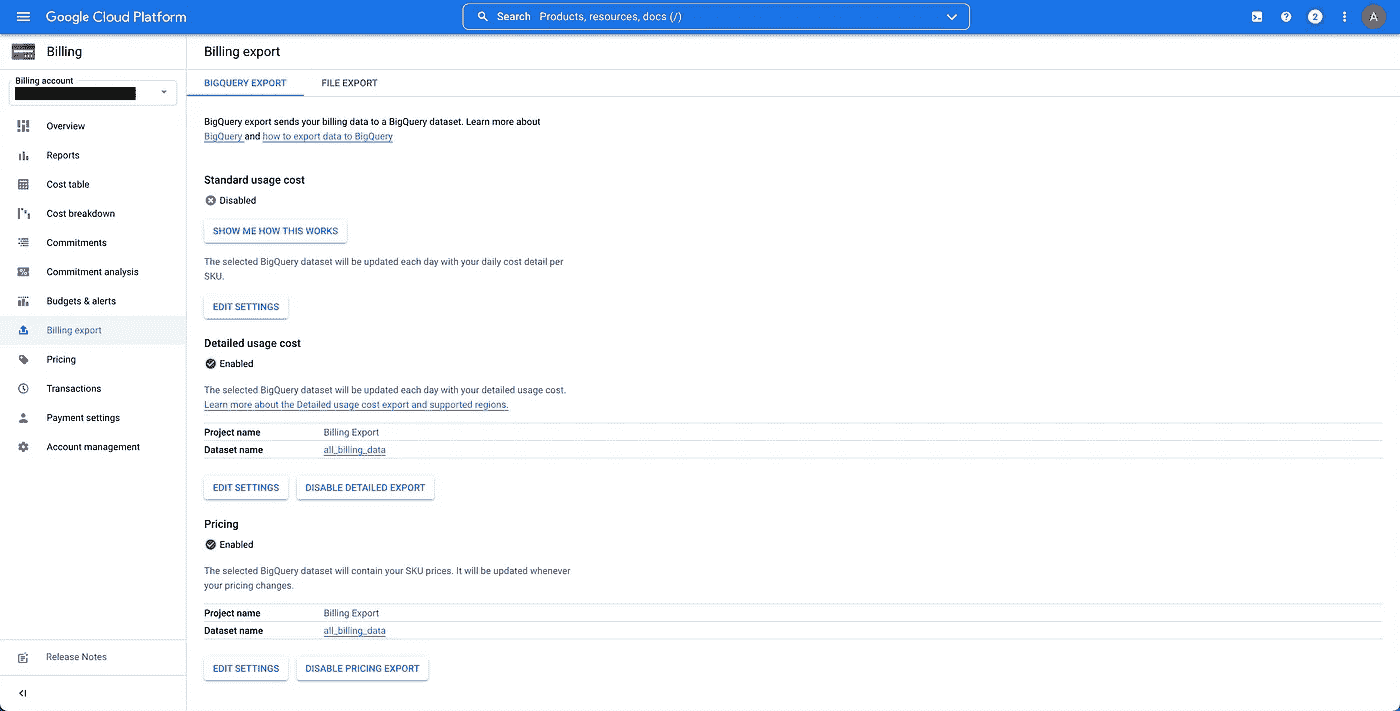 Google Cloud Platform
Search Products, resources, docs (/)
2
A
Billing
Billing export
Billing account
BIGQUERY EXPORT
FILE EXPORT
Overview
Reports
Cost table
Cost breakdown
Commitments
Commitment analysis
Budgets & alerts
Billing export
Pricing
Transactions
Payment settings
Account management
Release Notes
BigQuery export sends your billing data to a BigQuery dataset. Learn more about
BigQuery and how to export data to BigQuery
Standard usage cost
Disabled
SHOW ME HOW THIS WORKS
The selected BigQuery dataset will be updated each day with your daily cost detail per
SKU.
EDIT SETTINGS
Detailed usage cost
Enabled
The selected BigQuery dataset will be updated each day with your detailed usage cost.
Learn more about the Detailed usage cost export and supported regions.
Project name Billing Export
Dataset name all_billing_data
EDIT SETTINGS DISABLE DETAILED EXPORT
Pricing
Enabled
The selected BigQuery dataset will contain your SKU prices. It will be updated whenever
your pricing changes.
Project name Billing Export
Dataset name all_billing_data
EDIT SETTINGS DISABLE PRICING EXPORT